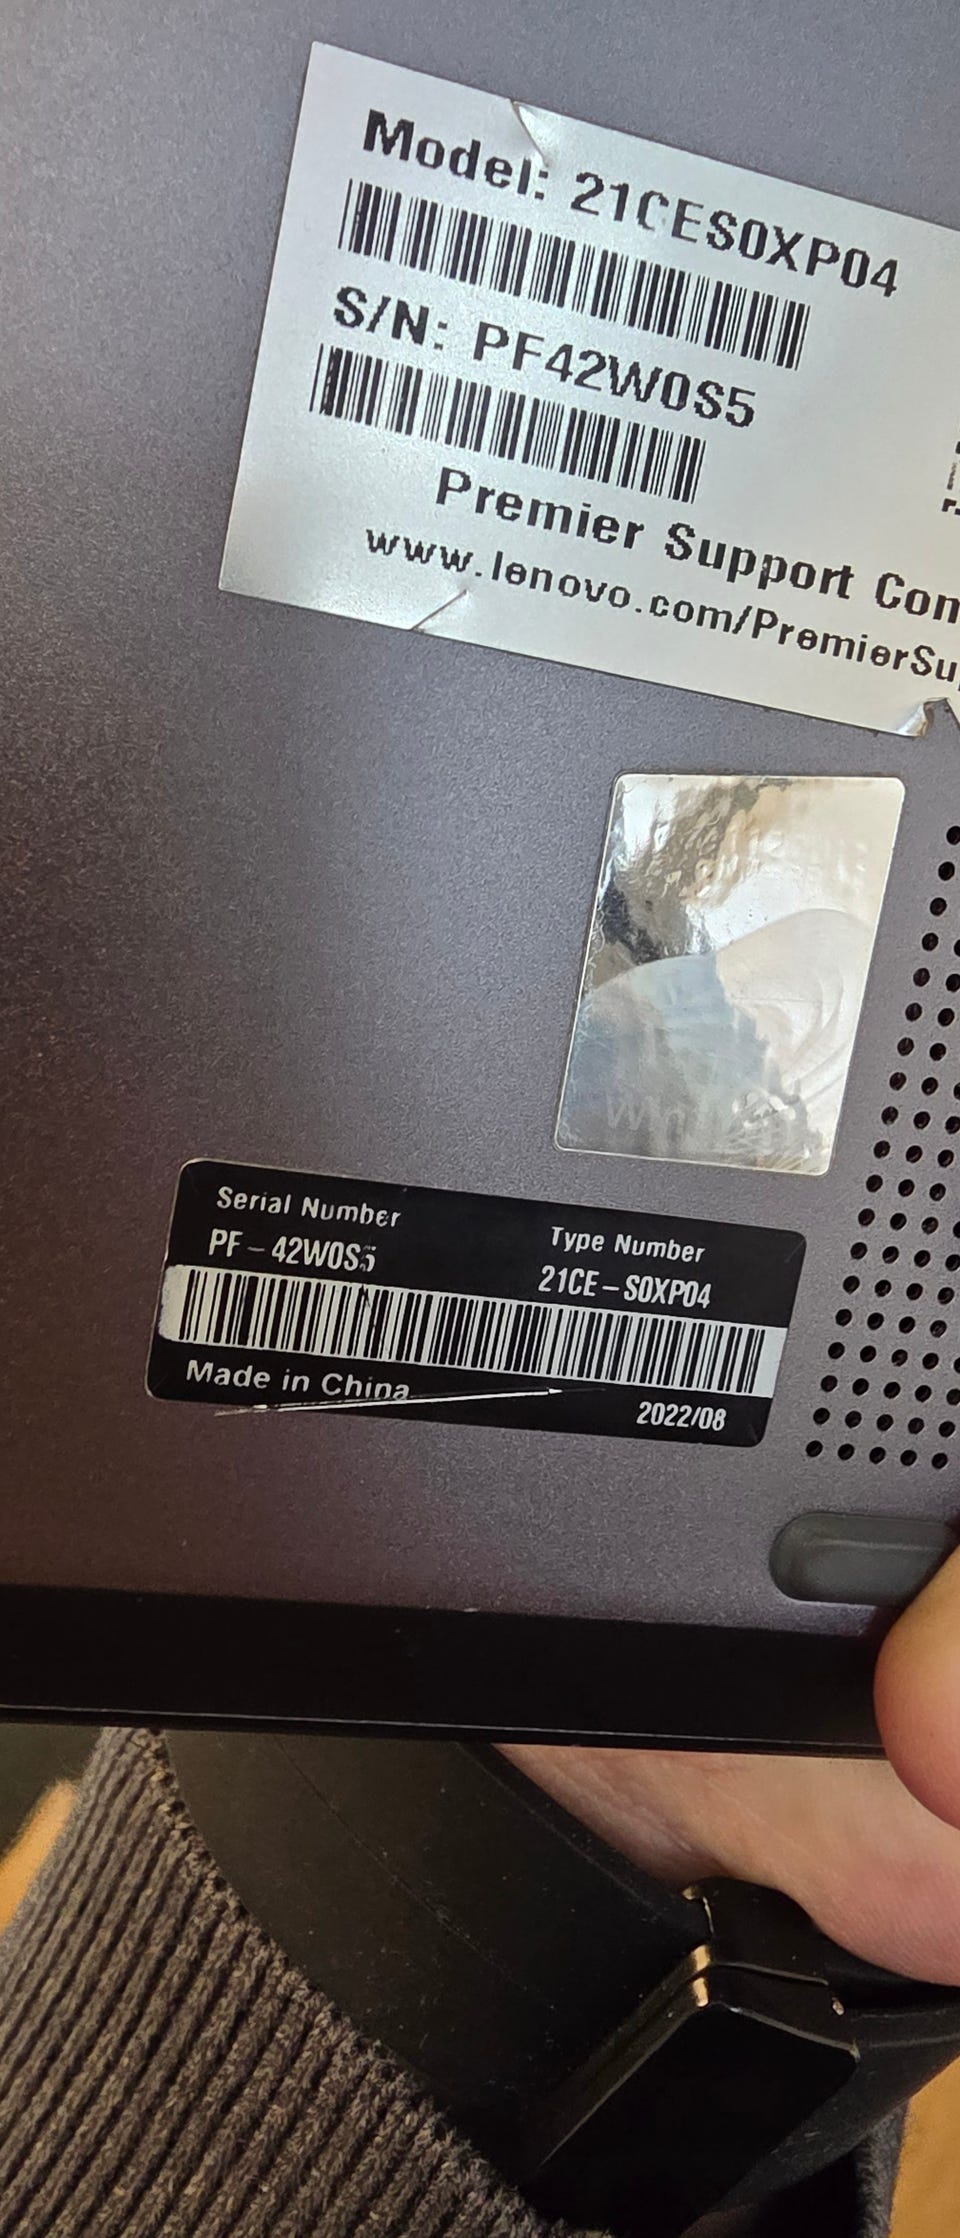 Model: 21CES0XP04
S/N: PF42W0S5
Premier Support
www.lenovo.com/PremierSu
Serial Number
PF-42W0S5
Type Number
21CE-S0XP04
Made in China
2022/08